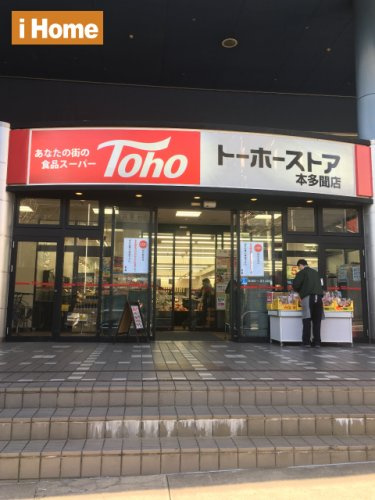 i Home
あなたの街の
食品スーパー
Toho
トーホーストア
本多聞店